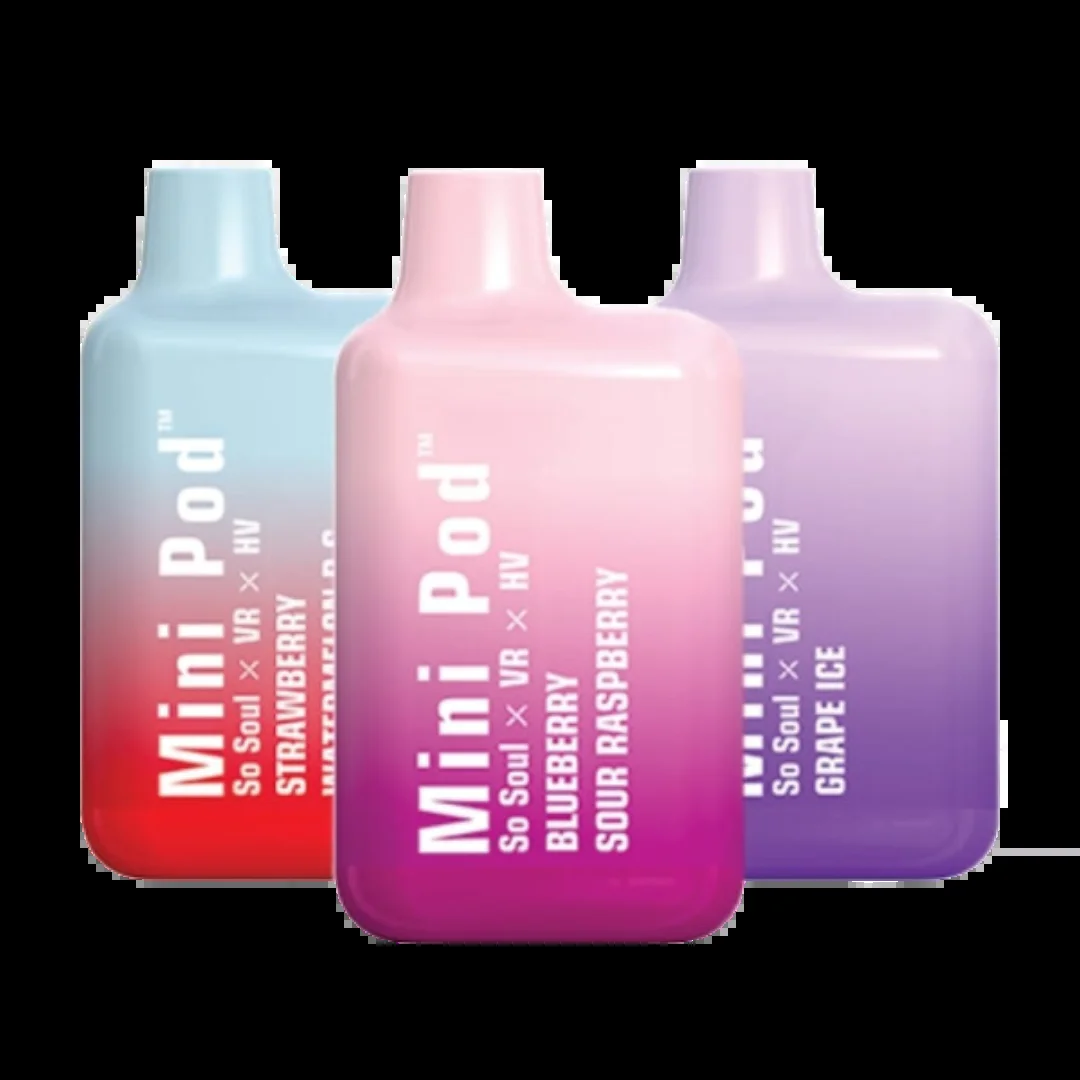 Mini Pod™
So Soul × VR × HV
STRAWBERRY
Mini Pod™
So Soul × VR × HV
BLUEBERRY
SOUR RASPBERRY
So Soul × VR × HV
GRAPE ICE